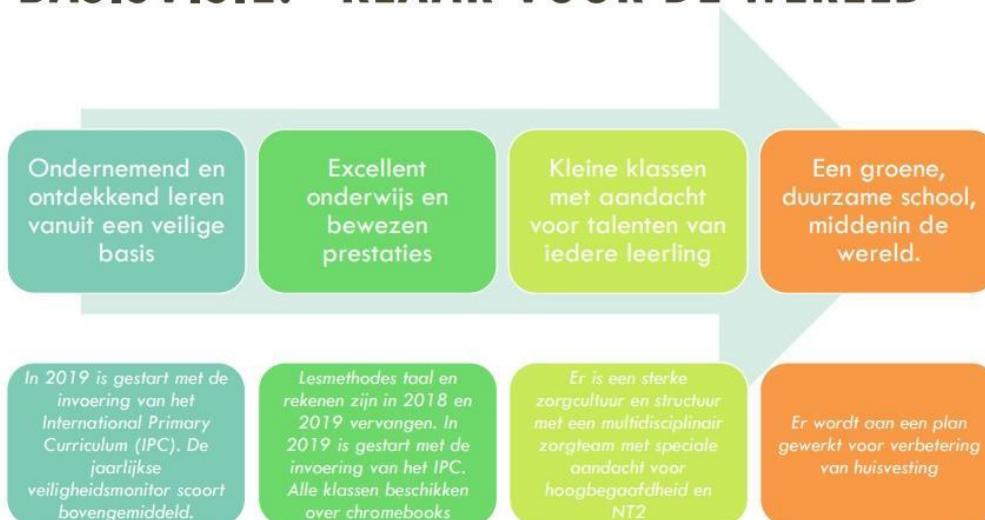 "KLAAR VOOR DE WERELD"
Ondernemend en
ontdekkend leren
vanuit een veilige
basis
Excellent
onderwijs en
bewezen
prestaties
Kleine klassen
met aandacht
voor talenten van
iedere leerling
Een groene,
duurzame school,
middenin de
wereld.
In 2019 is gestart met de
invoering van het
International Primary
Curriculum (IPC). De
jaarlijkse
veiligheidsmonitor scoort
bovengemiddeld.
Lesmethodes taal en
rekenen zijn in 2018 en
2019 vervangen. In
2019 is gestart met de
invoering van het IPC.
Alle klassen beschikken
over chromebooks
Er is een sterke
zorgcultuur en structuur
met een multidisciplinair
zorgteam met speciale
aandacht voor
hoogbegaafdheid en
NT2
Er wordt aan een plan
gewerkt voor verbetering
van huisvesting